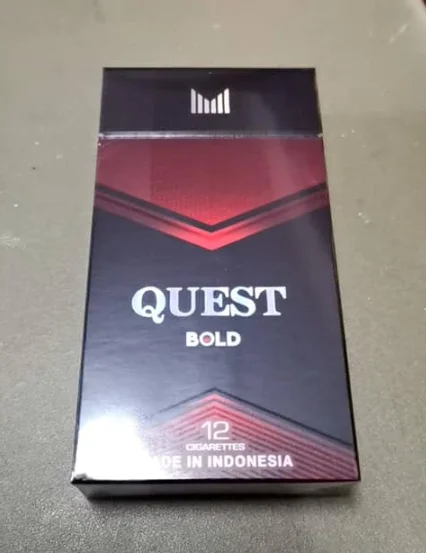 QUEST
BOLD
12
CIGARETTES
IN INDONESIA